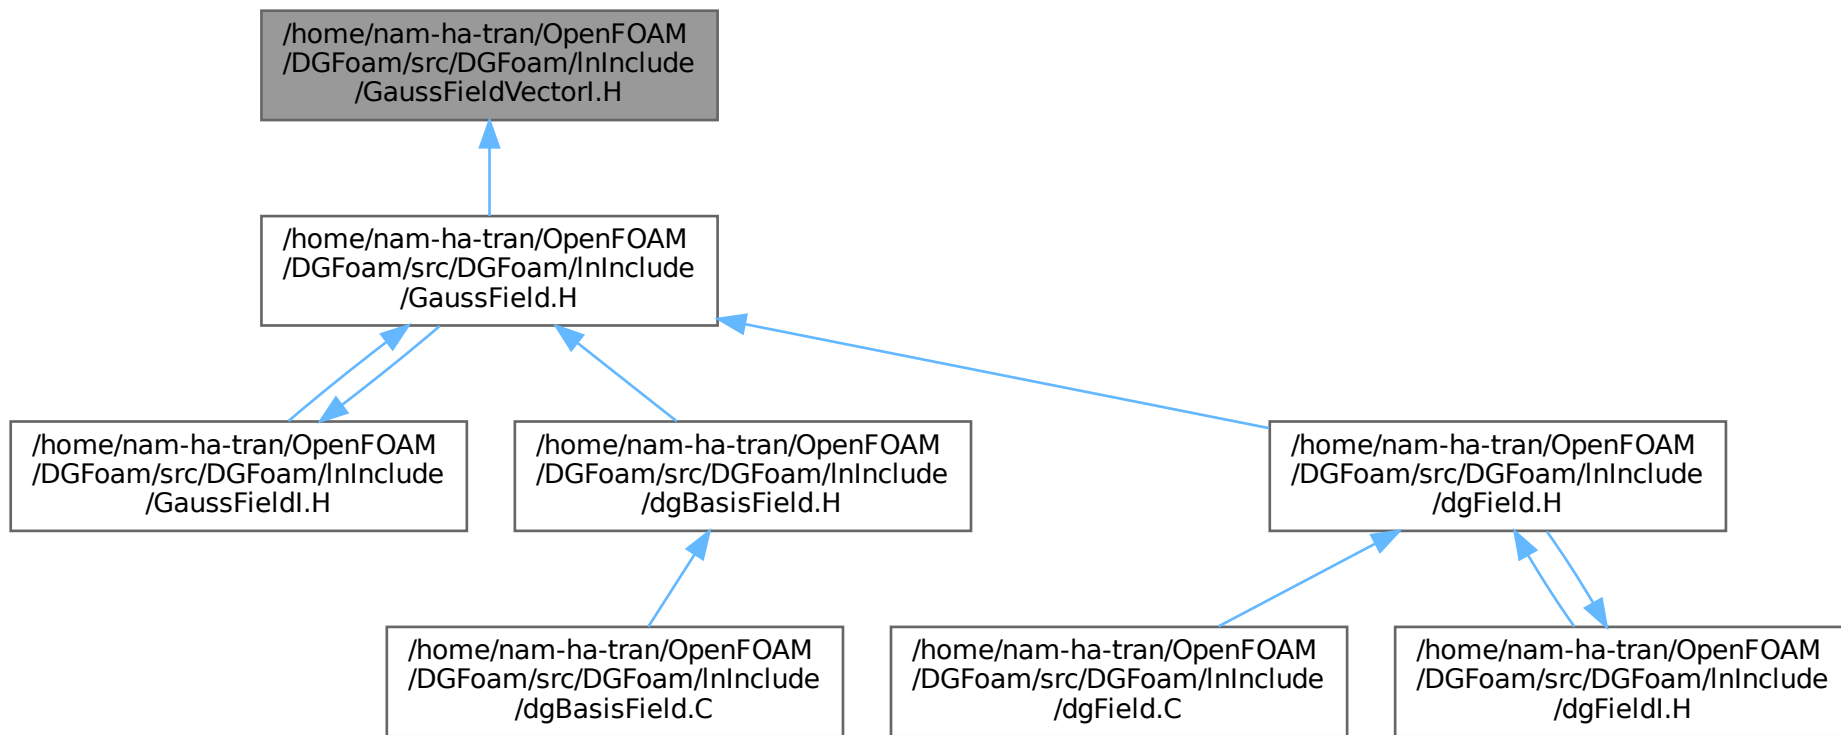 /home/nam-ha-tran/OpenFOAM
/DGFoam/src/DGFoam/lnInclude
/GaussFieldVectorI.H
/home/nam-ha-tran/OpenFOAM
/DGFoam/src/DGFoam/lnInclude
/GaussField.H
/home/nam-ha-tran/OpenFOAM
/DGFoam/src/DGFoam/lnInclude
/GaussFieldI.H
/home/nam-ha-tran/OpenFOAM
/DGFoam/src/DGFoam/lnInclude
/dgBasisField.H
/home/nam-ha-tran/OpenFOAM
/DGFoam/src/DGFoam/lnInclude
/dgField.H
/home/nam-ha-tran/OpenFOAM
/DGFoam/src/DGFoam/lnInclude
/dgBasisField.C
/home/nam-ha-tran/OpenFOAM
/DGFoam/src/DGFoam/lnInclude
/dgField.C
/home/nam-ha-tran/OpenFOAM
/DGFoam/src/DGFoam/lnInclude
/dgFieldI.H